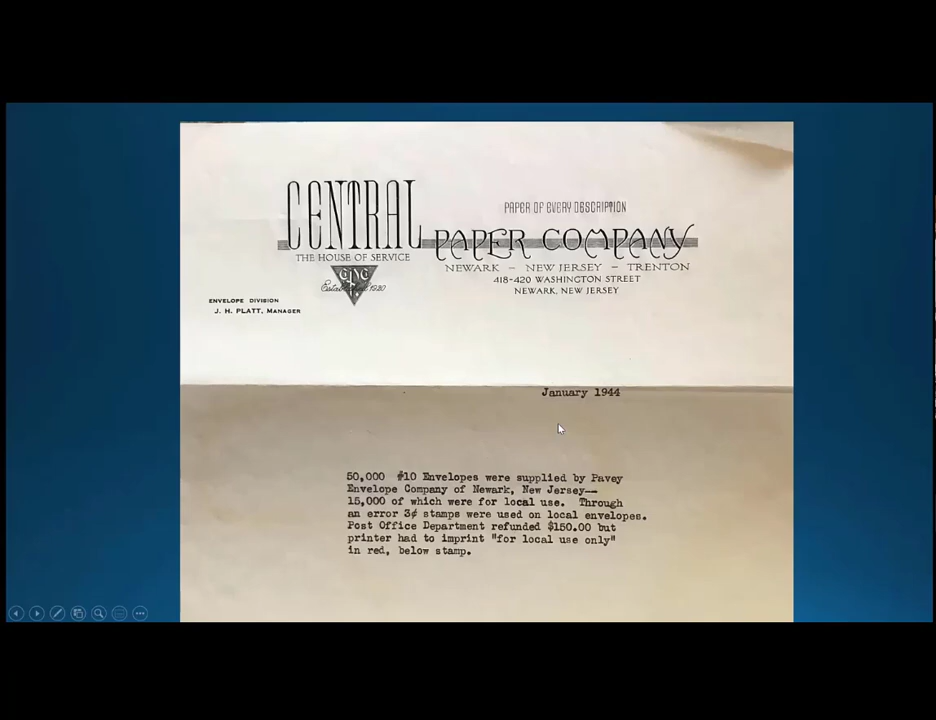 CENTRAL
PAPER OF EVERY DESCRIPTION
PAPER COMPANY
THE HOUSE OF SERVICE
NEWARK — NEW JERSEY — TRENTON
418-420 WASHINGTON STREET
NEWARK, NEW JERSEY
CPC
Established 1920
ENVELOPE DIVISION
J. H. PLATT, MANAGER
January 1944
50,000 #10 Envelopes were supplied by Pavey
Envelope Company of Newark, New Jersey—
15,000 of which were for local use. Through
an error 3¢ stamps were used on local envelopes.
Post Office Department refunded $150.00 but
printer had to imprint "for local use only"
in red, below stamp.